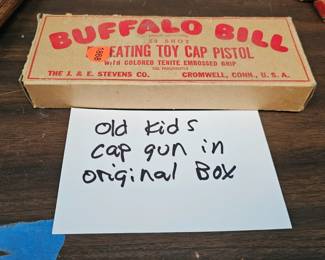 BUFFALO BILL
SHOT
EATING TOY CAP PISTOL
with COLORED TENITE EMBOSSED GRIP
THE J. & E. STEVENS CO. CROMWELL, CONN., U.S.A.
Old Kids
cap gun in
original Box